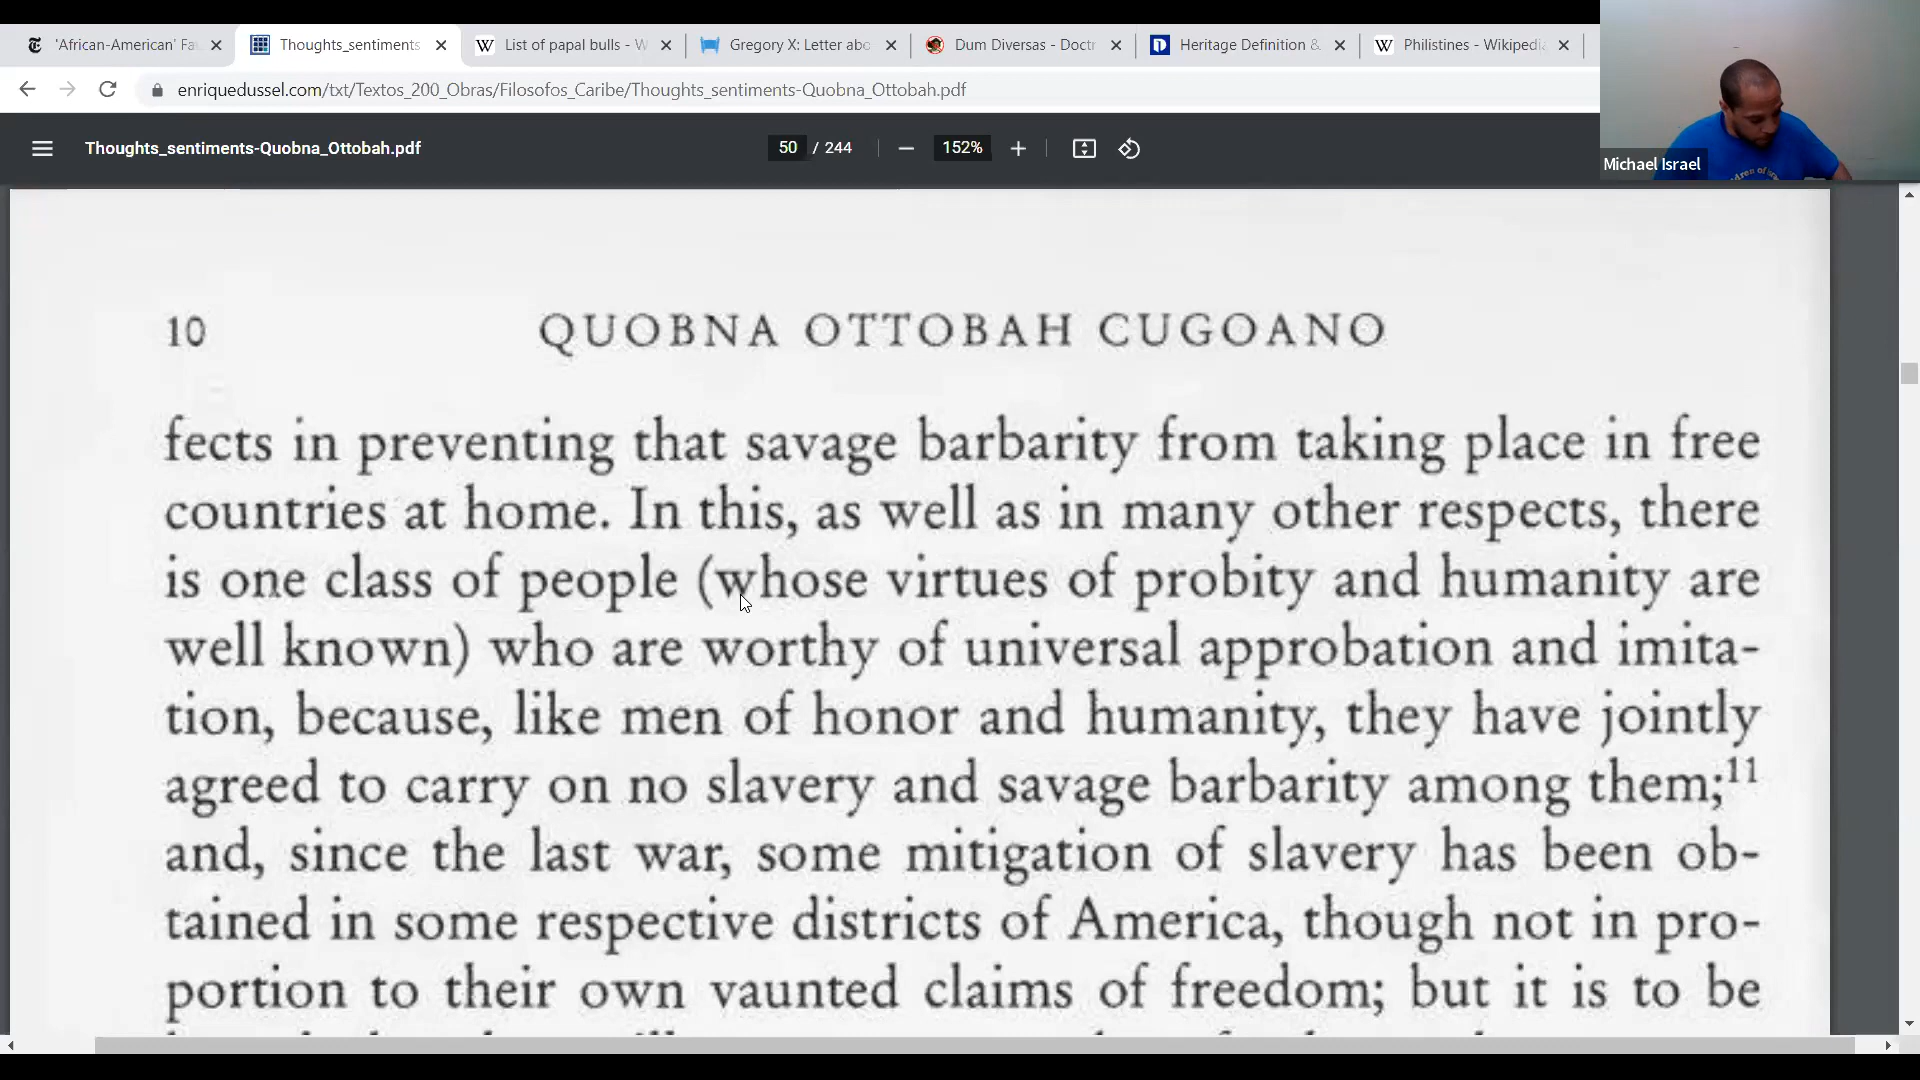 'African-American' Fa
Thoughts_sentiments
List of papal bulls - W
Gregory X: Letter abo
Dum Diversas - Doctr
Heritage Definition &
Philistines - Wikipedia
enriquedussel.com/txt/Textos_200_Obras/Filosofos_Caribe/Thoughts_sentiments-Quobna_Ottobah.pdf
Thoughts_sentiments-Quobna_Ottobah.pdf
50 / 244
152%
Michael Israel
10 QUOBNA OTTOBAH CUGOANO
fects in preventing that savage barbarity from taking place in free
countries at home. In this, as well as in many other respects, there
is one class of people (whose virtues of probity and humanity are
well known) who are worthy of universal approbation and imita-
tion, because, like men of honor and humanity, they have jointly
agreed to carry on no slavery and savage barbarity among them;11
and, since the last war, some mitigation of slavery has been ob-
tained in some respective districts of America, though not in pro-
portion to their own vaunted claims of freedom; but it is to be